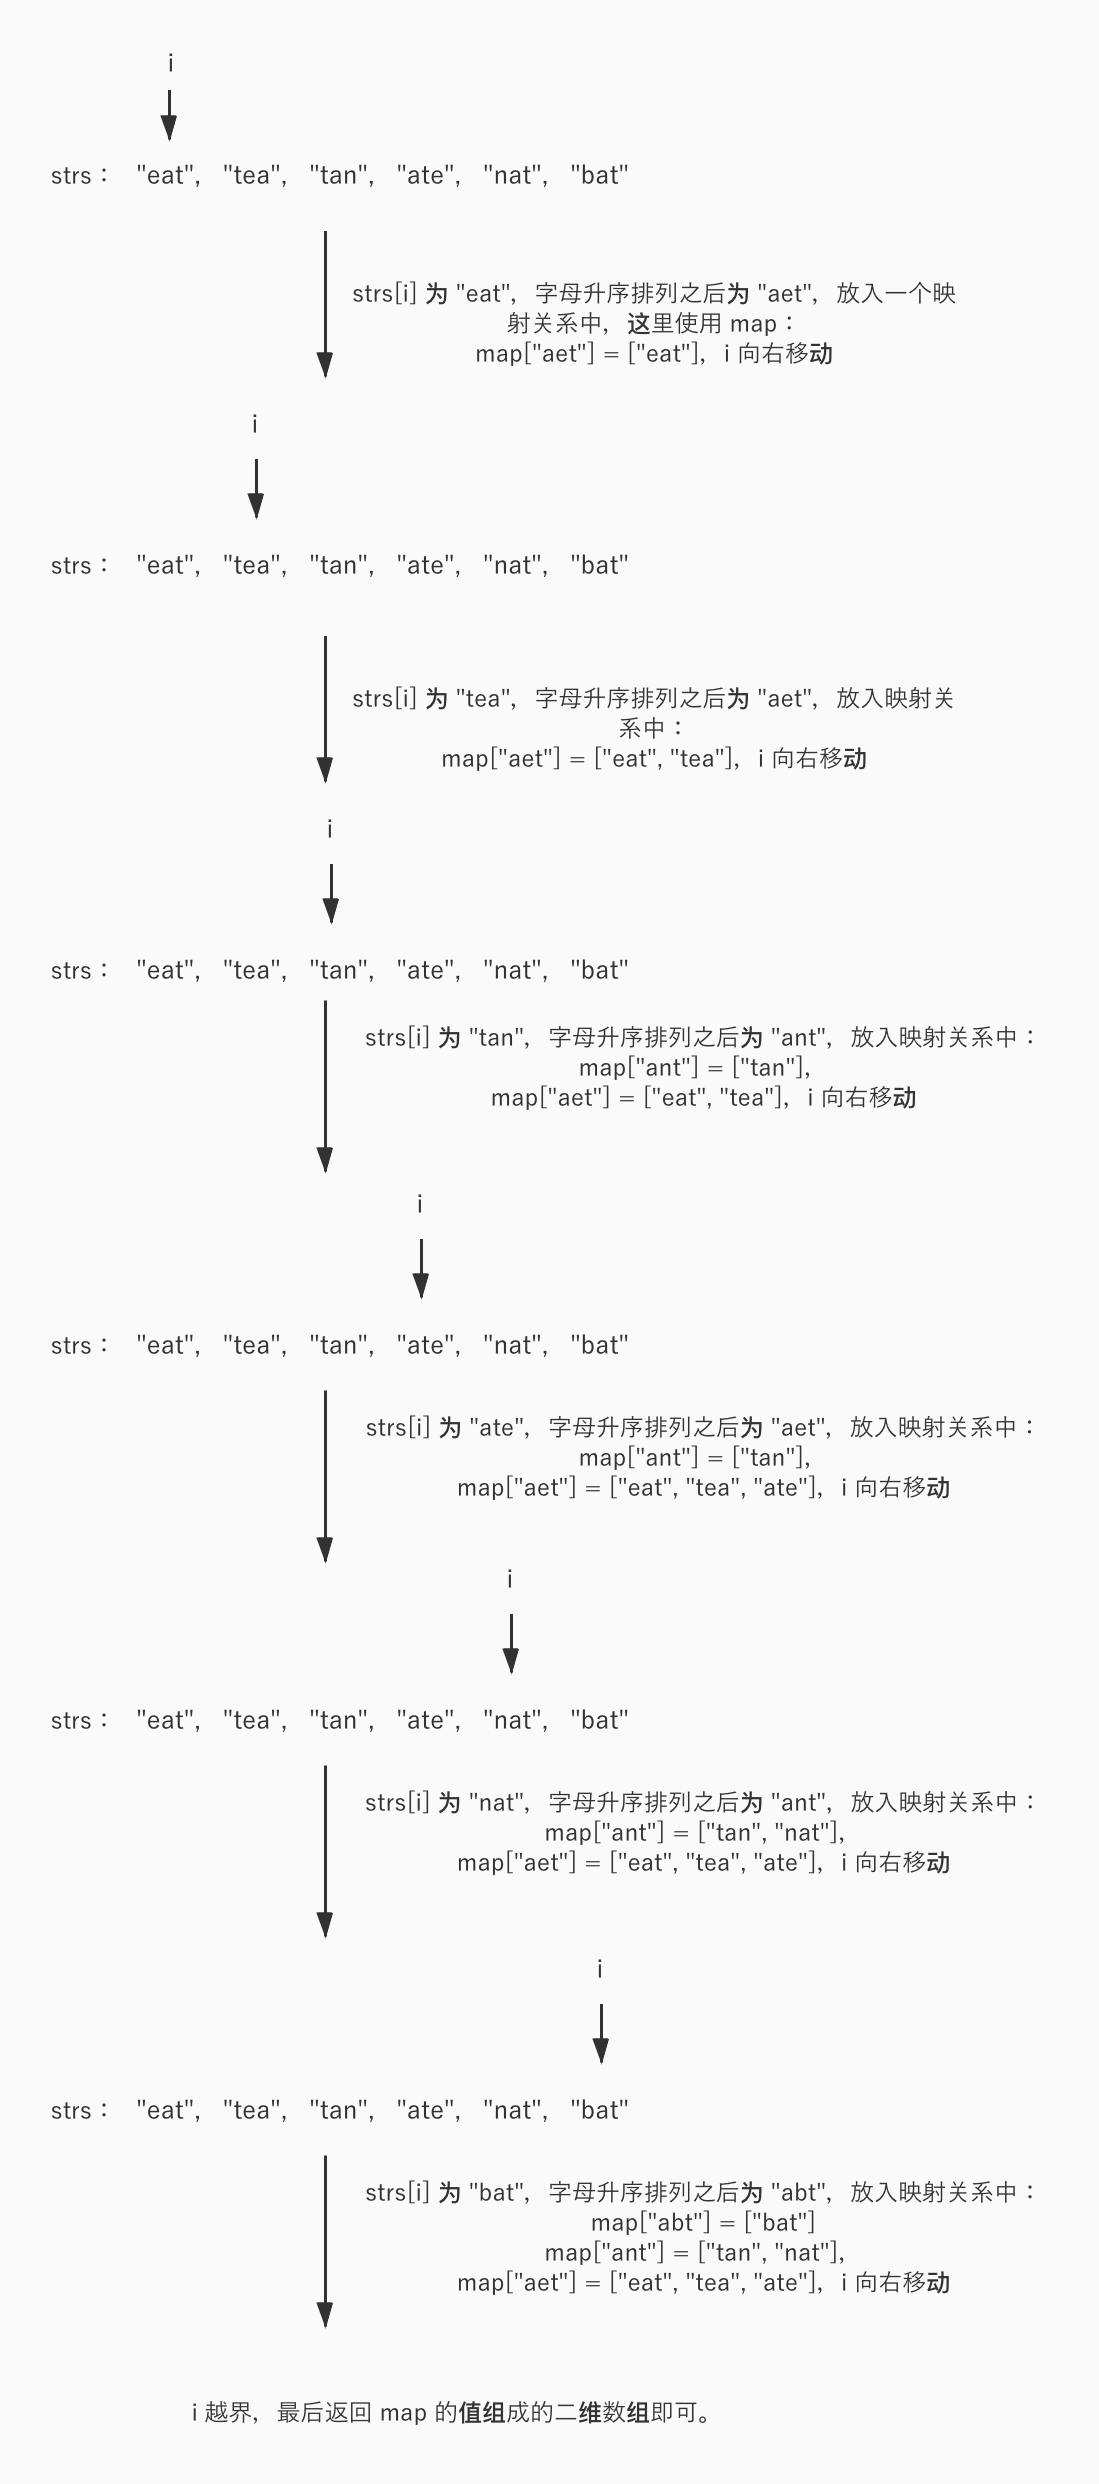 i
strs： "eat", "tea", "tan", "ate", "nat", "bat"
strs[i] 为 "eat"，字母升序排列之后为 "aet"，放入一个映
射关系中，这里使用 map：
map["aet"] = ["eat"]，i 向右移动
i
strs： "eat", "tea", "tan", "ate", "nat", "bat"
strs[i] 为 "tea"，字母升序排列之后为 "aet"，放入映射关
系中：
map["aet"] = ["eat", "tea"]，i 向右移动
i
strs： "eat", "tea", "tan", "ate", "nat", "bat"
strs[i] 为 "tan"，字母升序排列之后为 "ant"，放入映射关系中：
map["ant"] = ["tan"],
map["aet"] = ["eat", "tea"]，i 向右移动
i
strs： "eat", "tea", "tan", "ate", "nat", "bat"
strs[i] 为 "ate"，字母升序排列之后为 "aet"，放入映射关系中：
map["ant"] = ["tan"],
map["aet"] = ["eat", "tea", "ate"]，i 向右移动
i
strs： "eat", "tea", "tan", "ate", "nat", "bat"
strs[i] 为 "nat"，字母升序排列之后为 "ant"，放入映射关系中：
map["ant"] = ["tan", "nat"],
map["aet"] = ["eat", "tea", "ate"]，i 向右移动
i
strs： "eat", "tea", "tan", "ate", "nat", "bat"
strs[i] 为 "bat"，字母升序排列之后为 "abt"，放入映射关系中：
map["abt"] = ["bat"]
map["ant"] = ["tan", "nat"],
map["aet"] = ["eat", "tea", "ate"]，i 向右移动
i 越界，最后返回 map 的值组成的二维数组即可。